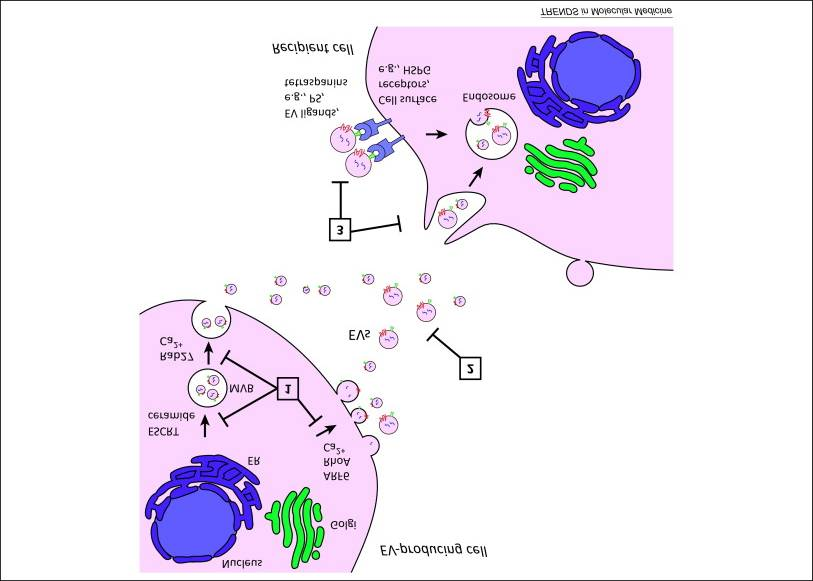 EV-producing cell
Nucleus
Golgi
ER
ARF6
RhoA
Ca2+
ESCRT
ceramide
MVB
1
Rab27
Ca2+
2
EVs
3
EV ligands,
e.g., PS,
tetraspanins
Cell surface
receptors,
e.g., HSPG
Endosome
Recipient cell
TRENDS in Molecular Medicine